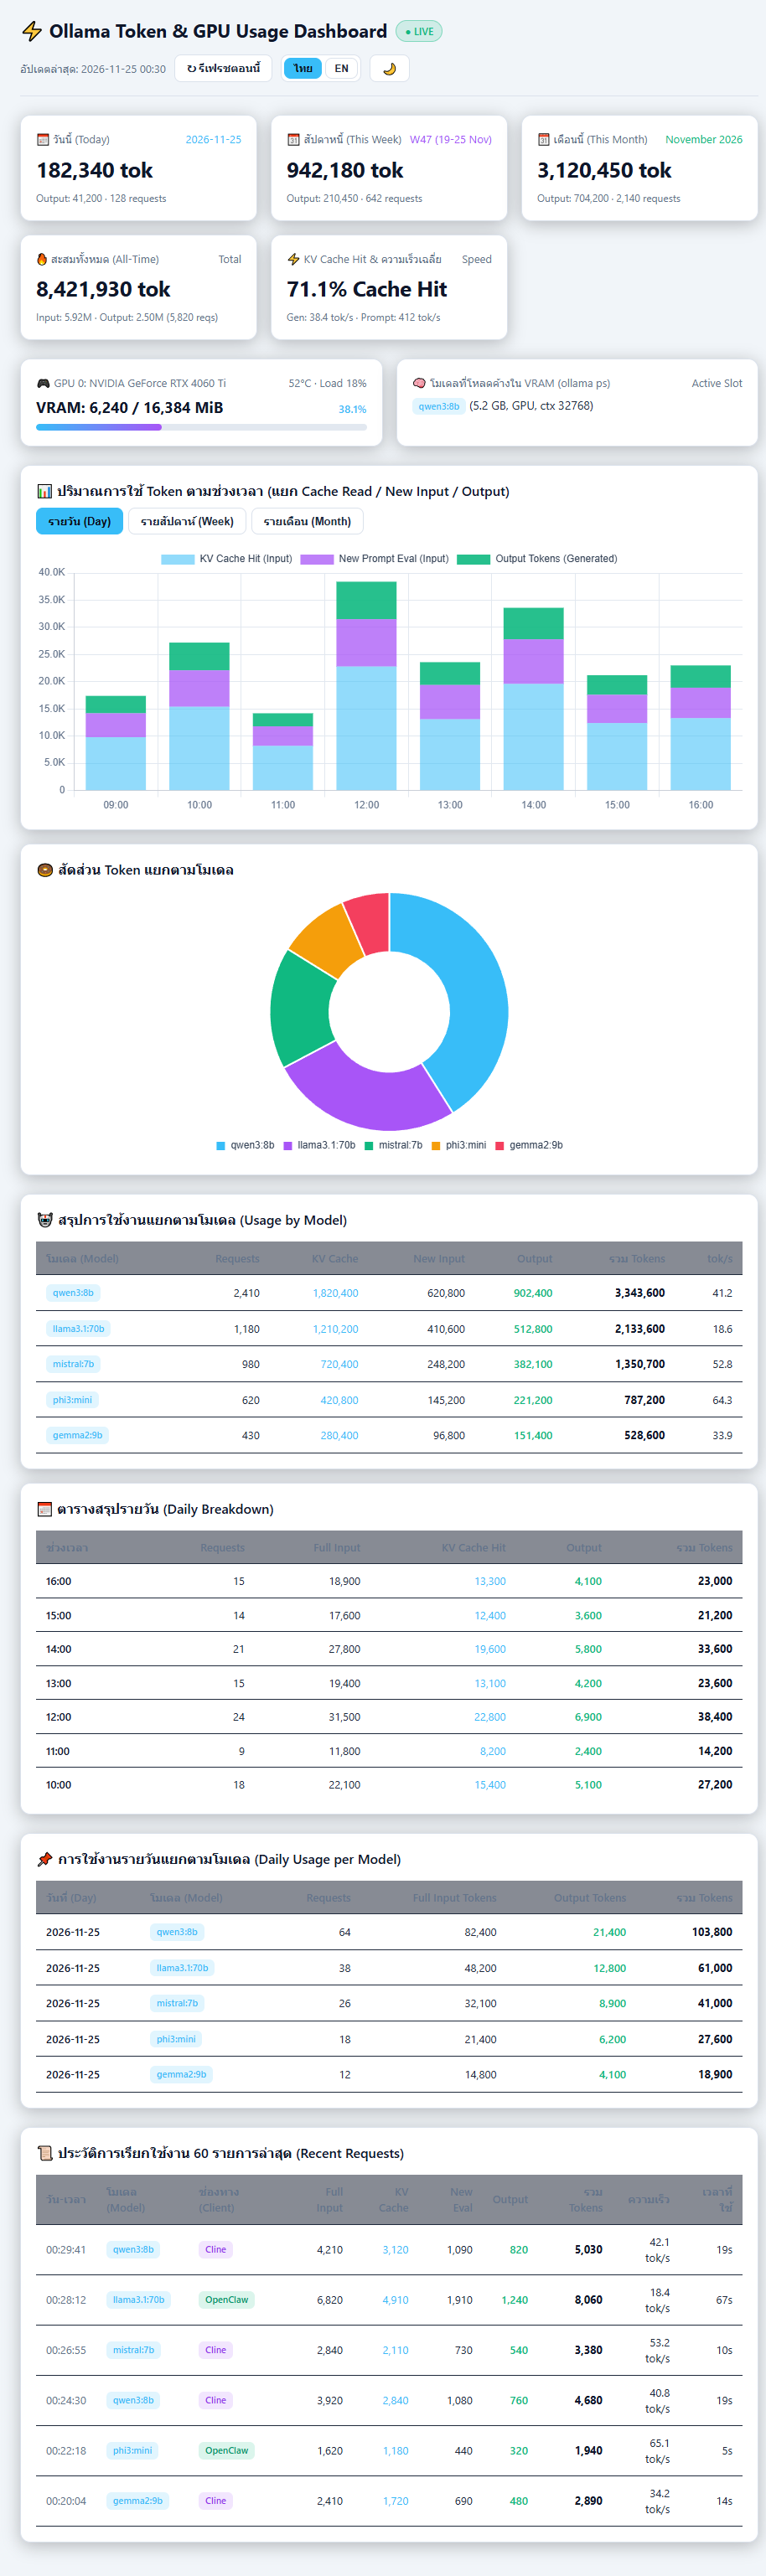 ⚡ Ollama Token & GPU Usage Dashboard ● LIVE
อัปเดตล่าสุด: 2026-11-25 00:30 ↻ รีเฟรชตอนนี้ ไทย EN
วันนี้ (Today) 2026-11-25
182,340 tok
Output: 41,200 · 128 requests
สัปดาหนี้ (This Week) W47 (19-25 Nov)
942,180 tok
Output: 210,450 · 642 requests
เดือนนี้ (This Month) November 2026
3,120,450 tok
Output: 704,200 · 2,140 requests
สะสมทั้งหมด (All-Time) Total
8,421,930 tok
Input: 5.92M · Output: 2.50M (5,820 reqs)
KV Cache Hit & ความเร็วเฉลี่ย Speed
71.1% Cache Hit
Gen: 38.4 tok/s · Prompt: 412 tok/s
GPU 0: NVIDIA GeForce RTX 4060 Ti 52°C · Load 18%
VRAM: 6,240 / 16,384 MiB 38.1%
โมเดลที่โหลดค้างใน VRAM (ollama ps) Active Slot
qwen3:8b (5.2 GB, GPU, ctx 32768)
ปริมาณการใช้ Token ตามช่วงเวลา (แยก Cache Read / New Input / Output)
รายวัน (Day) รายสัปดาห์ (Week) รายเดือน (Month)
KV Cache Hit (Input) New Prompt Eval (Input) Output Tokens (Generated)
40.0K
35.0K
30.0K
25.0K
20.0K
15.0K
10.0K
5.0K
0
09:00 10:00 11:00 12:00 13:00 14:00 15:00 16:00
สัดส่วน Token แยกตามโมเดล
qwen3:8b llama3.1:70b mistral:7b phi3:mini gemma2:9b
สรุปการใช้งานแยกตามโมเดล (Usage by Model)
โมเดล (Model) Requests KV Cache New Input Output รวม Tokens tok/s
qwen3:8b 2,410 1,820,400 620,800 902,400 3,343,600 41.2
llama3.1:70b 1,180 1,210,200 410,600 512,800 2,133,600 18.6
mistral:7b 980 720,400 248,200 382,100 1,350,700 52.8
phi3:mini 620 420,800 145,200 221,200 787,200 64.3
gemma2:9b 430 280,400 96,800 151,400 528,600 33.9
ตารางสรุปรายวัน (Daily Breakdown)
ช่วงเวลา Requests Full Input KV Cache Hit Output รวม Tokens
16:00 15 18,900 13,300 4,100 23,000
15:00 14 17,600 12,400 3,600 21,200
14:00 21 27,800 19,600 5,800 33,600
13:00 15 19,400 13,100 4,200 23,600
12:00 24 31,500 22,800 6,900 38,400
11:00 9 11,800 8,200 2,400 14,200
10:00 18 22,100 15,400 5,100 27,200
การใช้งานรายวันแยกตามโมเดล (Daily Usage per Model)
วันที่ (Day) โมเดล (Model) Requests Full Input Tokens Output Tokens รวม Tokens
2026-11-25 qwen3:8b 64 82,400 21,400 103,800
2026-11-25 llama3.1:70b 38 48,200 12,800 61,000
2026-11-25 mistral:7b 26 32,100 8,900 41,000
2026-11-25 phi3:mini 18 21,400 6,200 27,600
2026-11-25 gemma2:9b 12 14,800 4,100 18,900
ประวัติการเรียกใช้งาน 60 รายการล่าสุด (Recent Requests)
วัน-เวลา โมเดล (Model) ช่องทาง (Client) Full Input KV Cache New Eval Output รวม Tokens ความเร็ว เวลาที่ใช้
00:29:41 qwen3:8b Cline 4,210 3,120 1,090 820 5,030 42.1 tok/s 19s
00:28:12 llama3.1:70b OpenClaw 6,820 4,910 1,910 1,240 8,060 18.4 tok/s 67s
00:26:55 mistral:7b Cline 2,840 2,110 730 540 3,380 53.2 tok/s 10s
00:24:30 qwen3:8b Cline 3,920 2,840 1,080 760 4,680 40.8 tok/s 19s
00:22:18 phi3:mini OpenClaw 1,620 1,180 440 320 1,940 65.1 tok/s 5s
00:20:04 gemma2:9b Cline 2,410 1,720 690 480 2,890 34.2 tok/s 14s